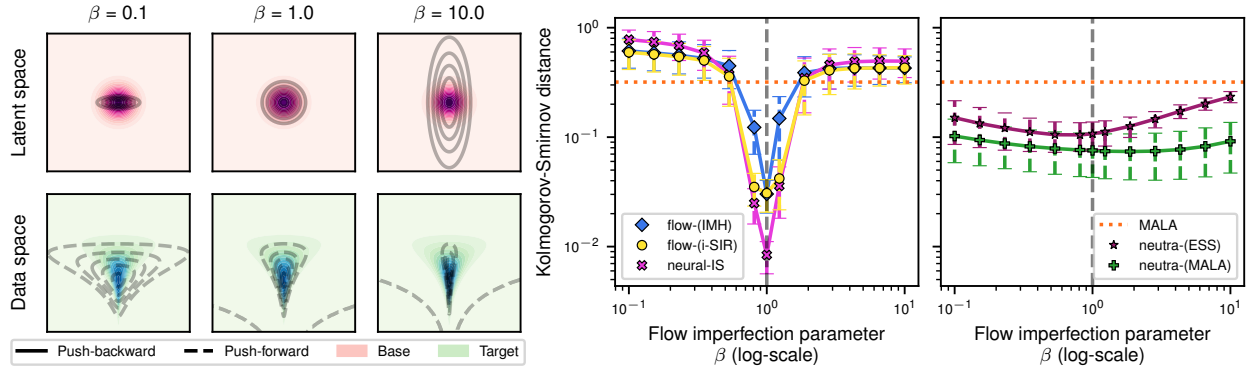 β = 0.1
β = 1.0
β = 10.0
Latent space
Data space
Push-backward
Push-forward
Base
Target
Kolmogorov-Smirnov distance
10⁰
10⁻¹
10⁻²
flow-(IMH)
flow-(i-SIR)
neural-IS
10⁻¹
10⁰
10¹
Flow imperfection parameter
β (log-scale)
MALA
neutra-(ESS)
neutra-(MALA)
10⁻¹
10⁰
10¹
Flow imperfection parameter
β (log-scale)